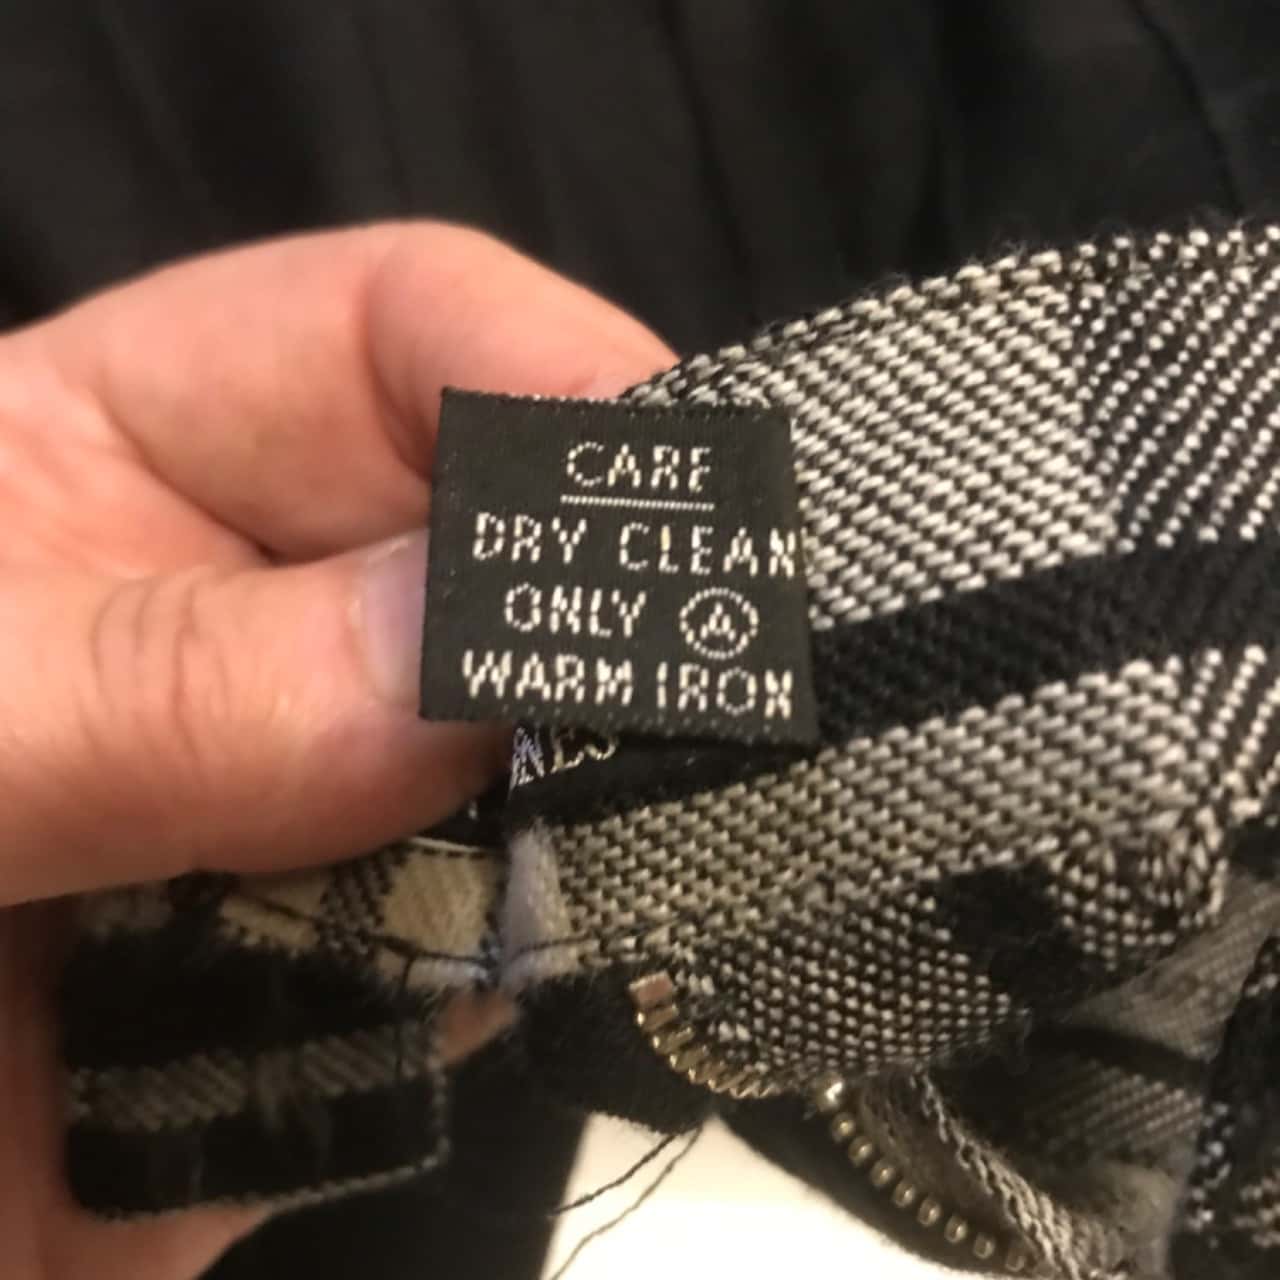 CARE
DRY CLEAN
ONLY Ⓐ
WARM IRON